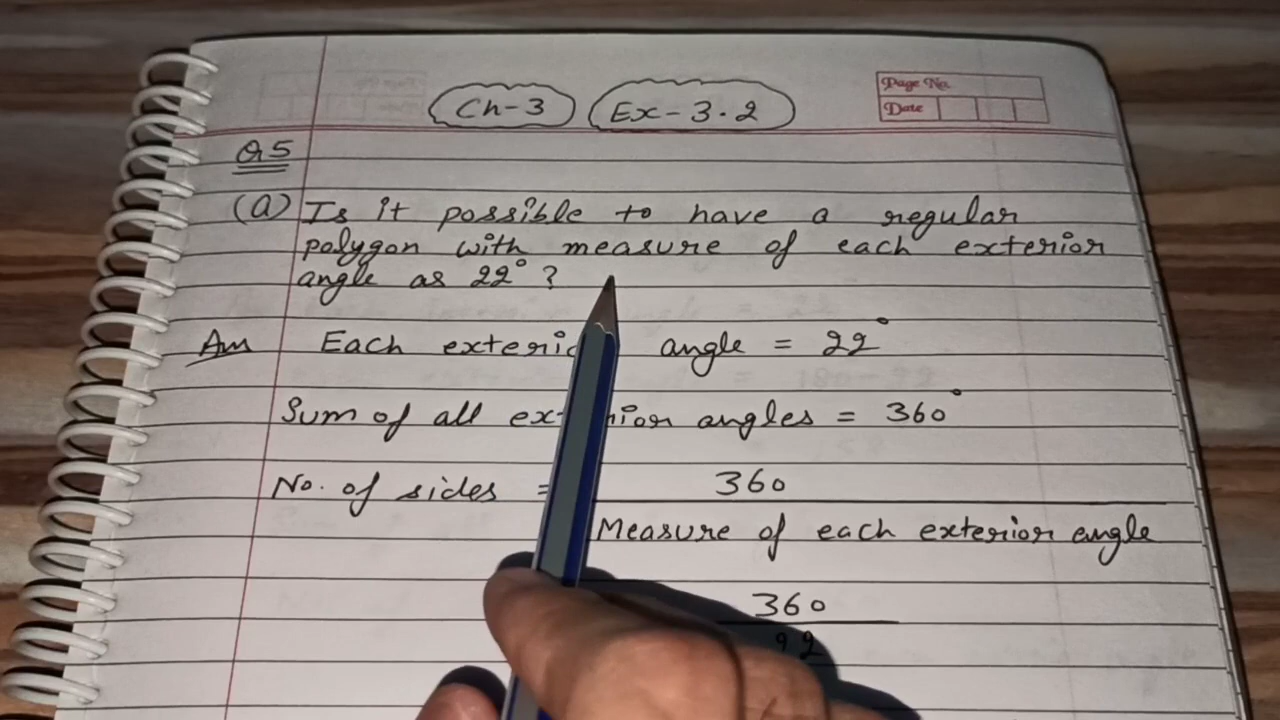 Ch-3 Ex-3.2
Page No.
Date
Q5
(a) Is it possible to have a regular
polygon with measure of each exterior
angle as 22° ?
Ans Each exterior angle = 22°
Sum of all exterior angles = 360°
No. of sides = 360
Measure of each exterior angle
360
22